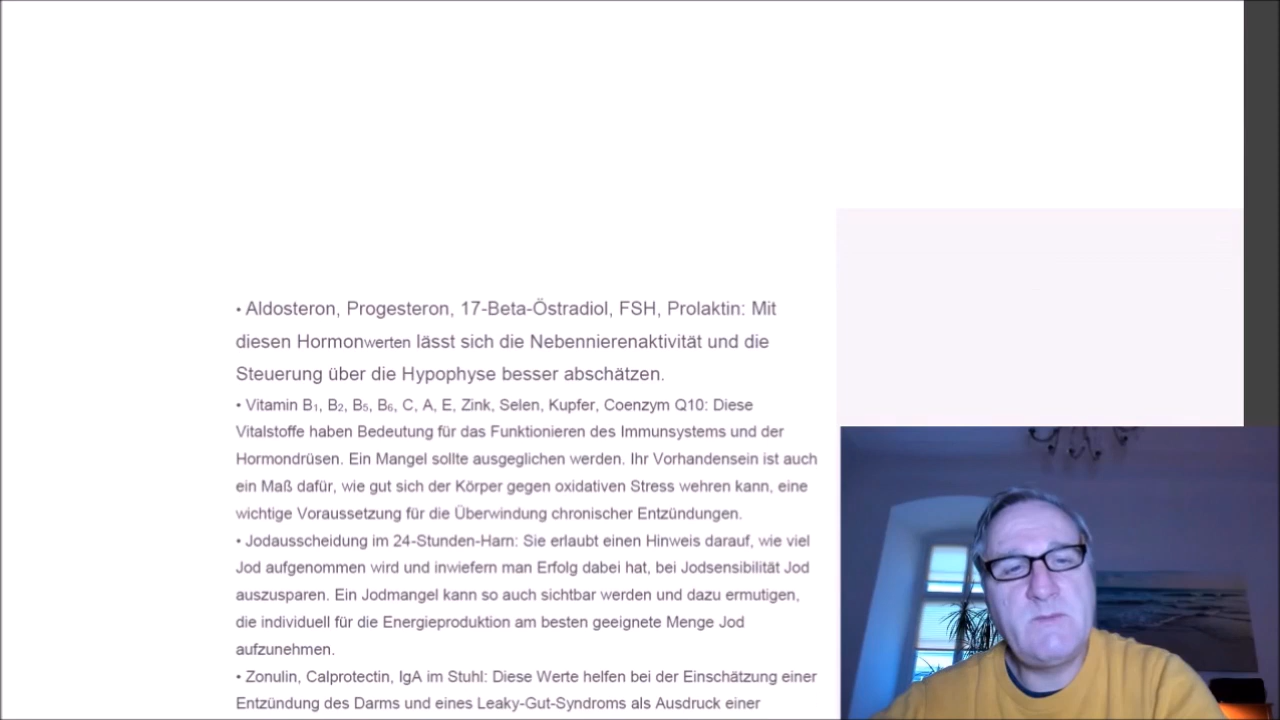 • Aldosteron, Progesteron, 17-Beta-Östradiol, FSH, Prolaktin: Mit
diesen Hormonwerten lässt sich die Nebennierenaktivität und die
Steuerung über die Hypophyse besser abschätzen.
• Vitamin B₁, B₂, B₅, B₆, C, A, E, Zink, Selen, Kupfer, Coenzym Q10: Diese
Vitalstoffe haben Bedeutung für das Funktionieren des Immunsystems und der
Hormondrüsen. Ein Mangel sollte ausgeglichen werden. Ihr Vorhandensein ist auch
ein Maß dafür, wie gut sich der Körper gegen oxidativen Stress wehren kann, eine
wichtige Voraussetzung für die Überwindung chronischer Entzündungen.
• Jodausscheidung im 24-Stunden-Harn: Sie erlaubt einen Hinweis darauf, wie viel
Jod aufgenommen wird und inwiefern man Erfolg dabei hat, bei Jodsensibilität Jod
auszusparen. Ein Jodmangel kann so auch sichtbar werden und dazu ermutigen,
die individuell für die Energieproduktion am besten geeignete Menge Jod
aufzunehmen.
• Zonulin, Calprotectin, IgA im Stuhl: Diese Werte helfen bei der Einschätzung einer
Entzündung des Darms und eines Leaky-Gut-Syndroms als Ausdruck einer